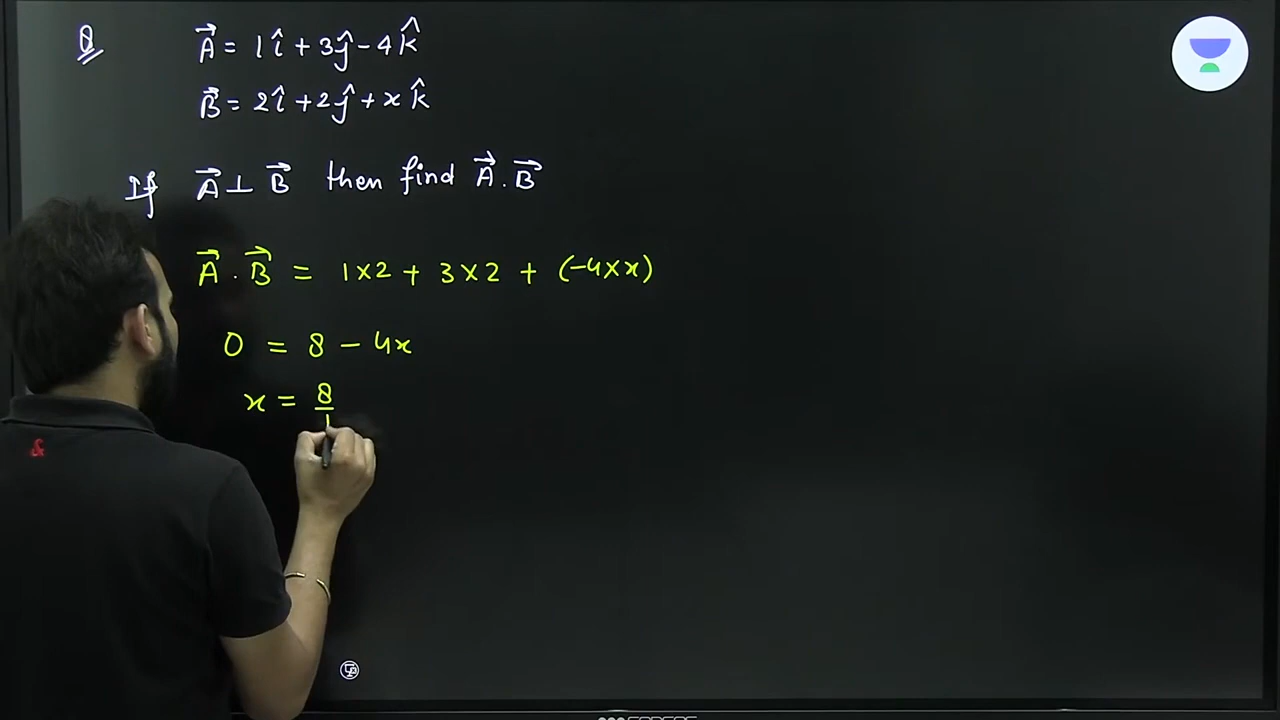 Q A⃗ = 1î + 3ĵ - 4k̂
B⃗ = 2î + 2ĵ + x k̂
If A⃗ ⊥ B⃗ then find A⃗ . B⃗
A⃗ . B⃗ = 1×2 + 3×2 + (-4×x)
0 = 8 - 4x
x = 8/
&